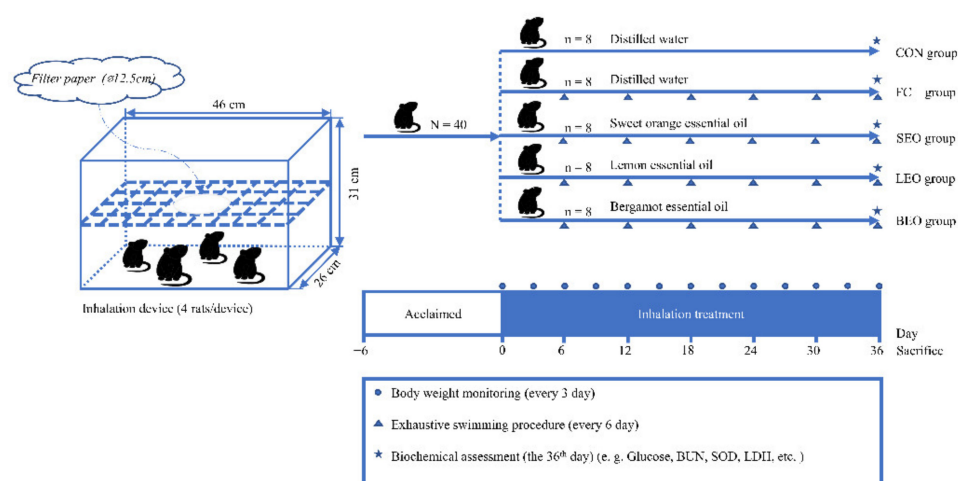 Filter paper (ø12.5cm)
46 cm
31 cm
26 cm
Inhalation device (4 rats/device)
N = 40
n = 8 Distilled water
CON group
n = 8 Distilled water
FC group
n = 8 Sweet orange essential oil
SEO group
n = 8 Lemon essential oil
LEO group
n = 8 Bergamot essential oil
BEO group
Acclaimed
Inhalation treatment
Day
−6 0 6 12 18 24 30 36 Sacrifice
Body weight monitoring (every 3 day)
Exhaustive swimming procedure (every 6 day)
Biochemical assessment (the 36th day) (e. g. Glucose, BUN, SOD, LDH, etc. )